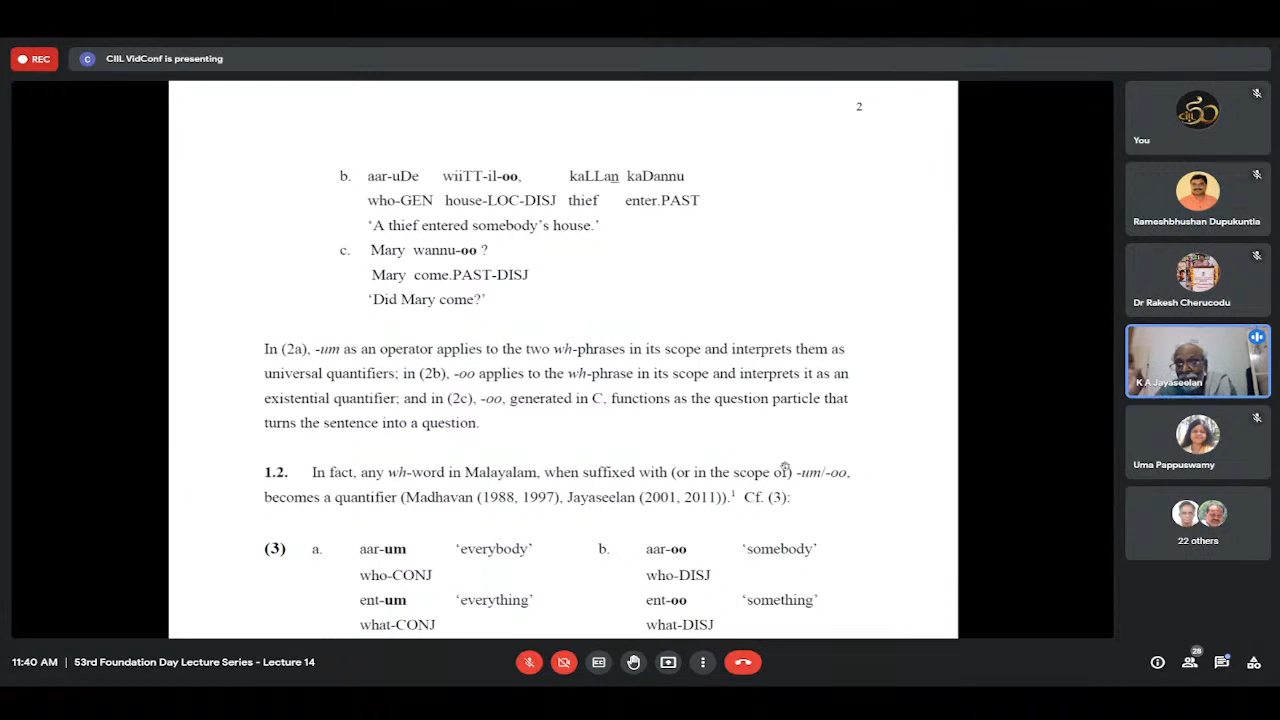 REC
C
CIIL VidConf is presenting
2
b. aar-uDe wiiTT-il-oo, kaLLan kaDannu
who-GEN house-LOC-DISJ thief enter.PAST
‘A thief entered somebody’s house.’
c. Mary wannu-oo ?
Mary come.PAST-DISJ
‘Did Mary come?’
In (2a), -um as an operator applies to the two wh-phrases in its scope and interprets them as
universal quantifiers; in (2b), -oo applies to the wh-phrase in its scope and interprets it as an
existential quantifier; and in (2c), -oo, generated in C, functions as the question particle that
turns the sentence into a question.
1.2. In fact, any wh-word in Malayalam, when suffixed with (or in the scope of) -um/-oo,
becomes a quantifier (Madhavan (1988, 1997), Jayaseelan (2001, 2011)).¹ Cf. (3):
(3) a. aar-um ‘everybody’ b. aar-oo ‘somebody’
who-CONJ who-DISJ
ent-um ‘everything’ ent-oo ‘something’
what-CONJ what-DISJ
You
Rameshbhushan Dupukuntla
Dr Rakesh Cherucodu
K A Jayaseelan
Uma Pappuswamy
22 others
11:40 AM | 53rd Foundation Day Lecture Series - Lecture 14
28